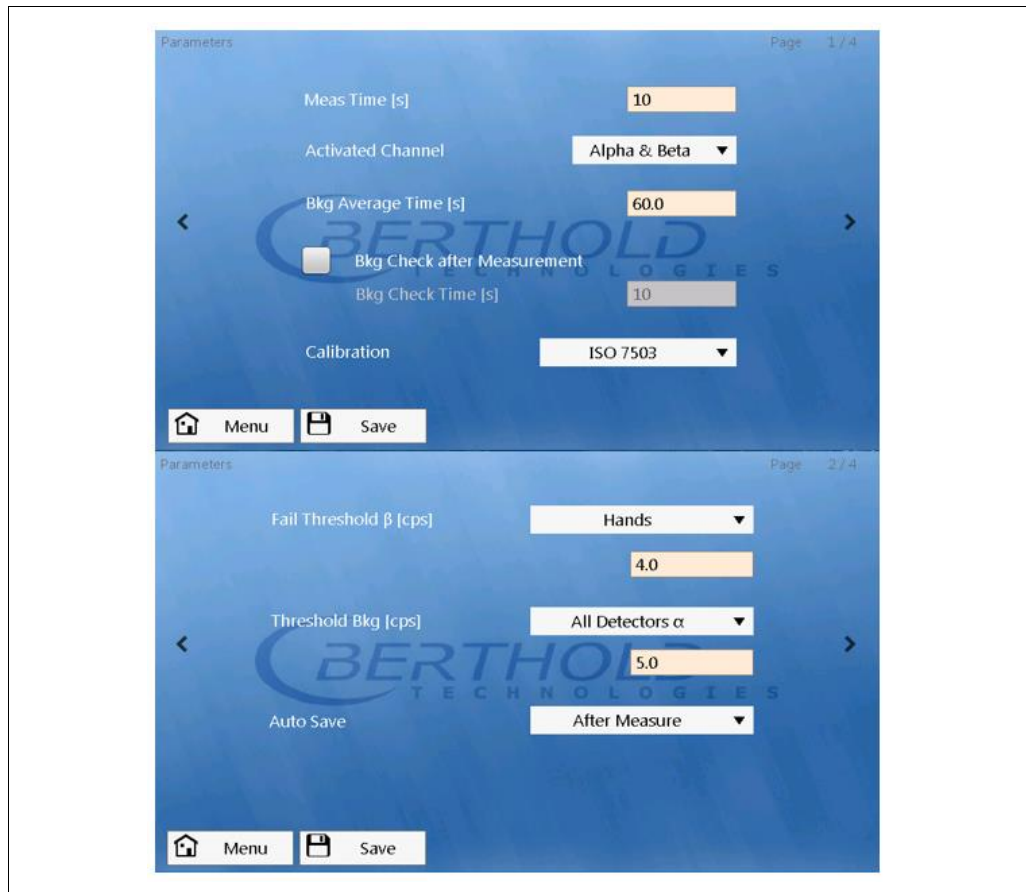 Parameters Page 1 / 4
Meas Time [s] 10
Activated Channel Alpha & Beta
Bkg Average Time [s] 60.0
BERTHOLD
TECHNOLOGIES
Bkg Check after Measurement
Bkg Check Time [s] 10
Calibration ISO 7503
Menu Save
Parameters Page 2 / 4
Fail Threshold β [cps] Hands
4.0
Threshold Bkg [cps] All Detectors α
5.0
BERTHOLD
TECHNOLOGIES
Auto Save After Measure
Menu Save